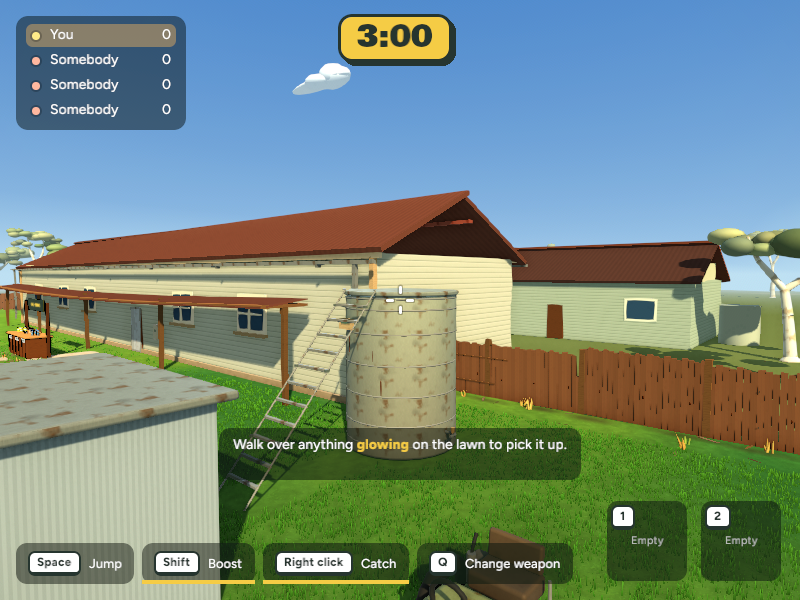 You 0
Somebody 0
Somebody 0
Somebody 0
3:00
Walk over anything glowing on the lawn to pick it up.
1
Empty
2
Empty
Space Jump
Shift Boost
Right click Catch
Q Change weapon